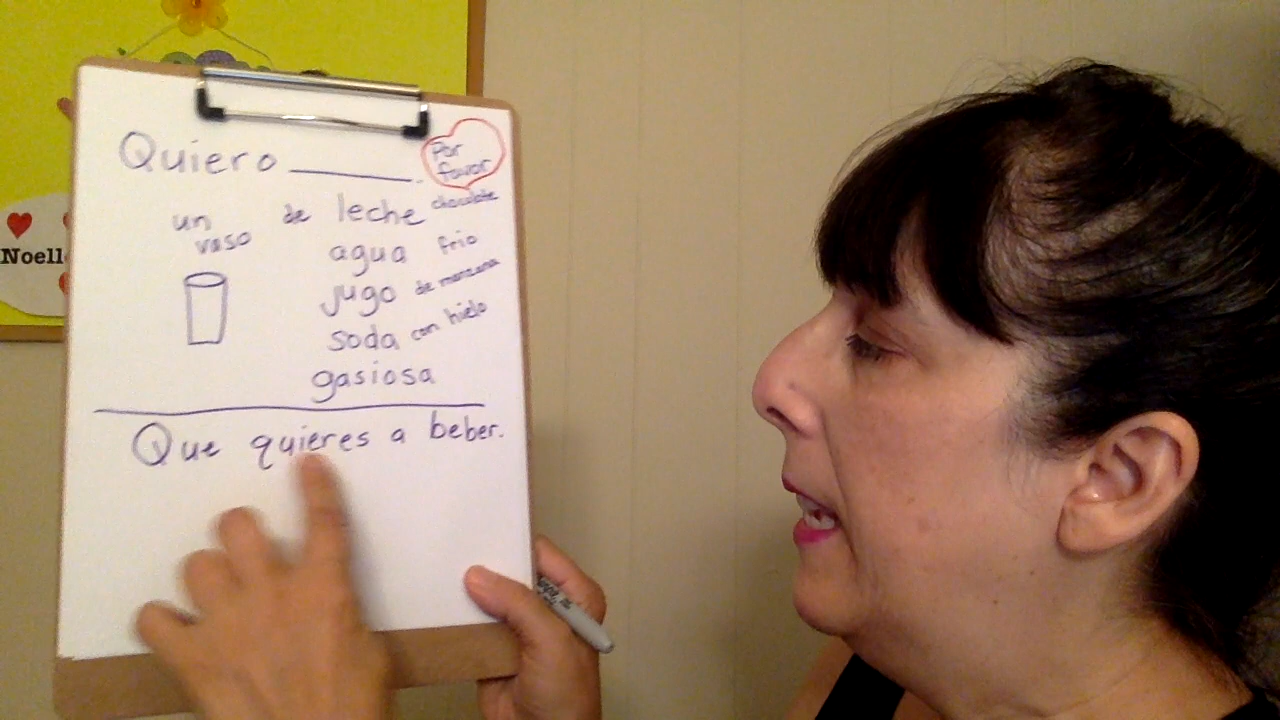 Quiero ______.
Por
favor
un
vaso
de leche chocolate
agua frio
jugo de manzana
soda con hielo
gasiosa
Que quieres a beber.
Noell